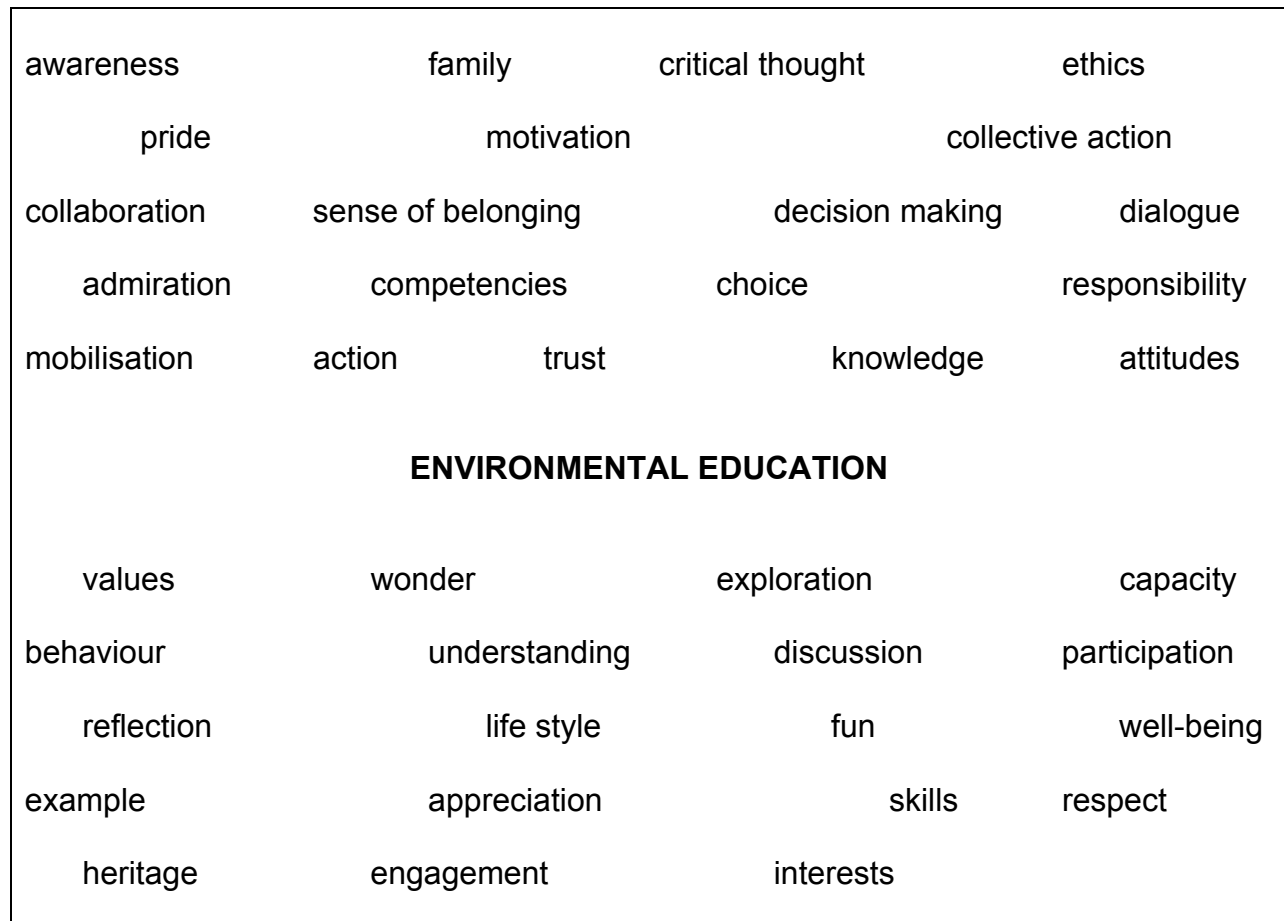 awareness family critical thought ethics
pride motivation collective action
collaboration sense of belonging decision making dialogue
admiration competencies choice responsibility
mobilisation action trust knowledge attitudes
ENVIRONMENTAL EDUCATION
values wonder exploration capacity
behaviour understanding discussion participation
reflection life style fun well-being
example appreciation skills respect
heritage engagement interests